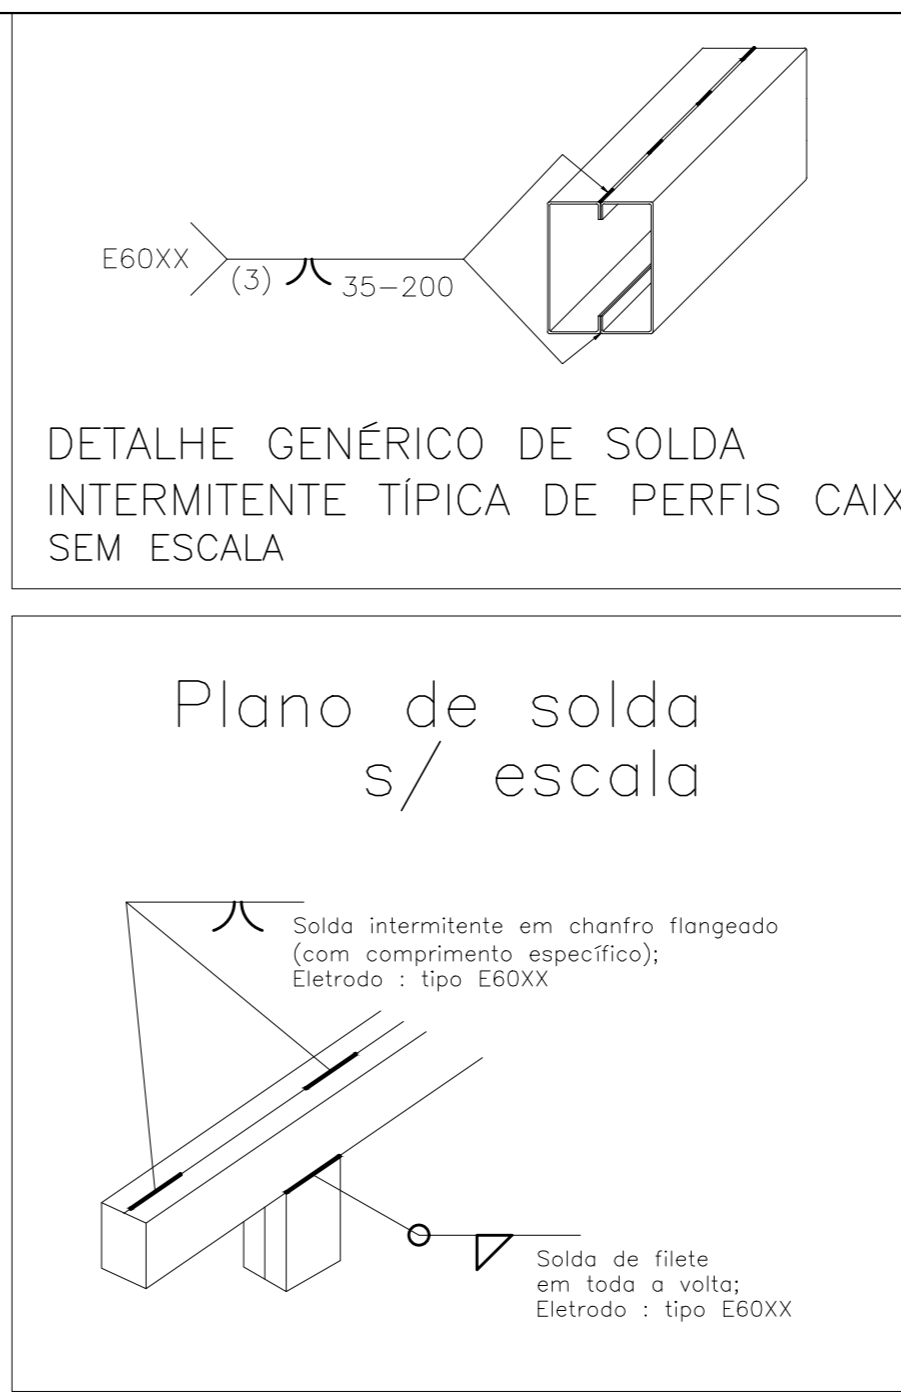 E60XX
(3)
35-200
DETALHE GENÉRICO DE SOLDA
INTERMITENTE TÍPICA DE PERFIS CAIX
SEM ESCALA
Plano de solda
s/ escala
Solda intermitente em chanfro flangeado
(com comprimento específico);
Eletrodo : tipo E60XX
Solda de filete
em toda a volta;
Eletrodo : tipo E60XX